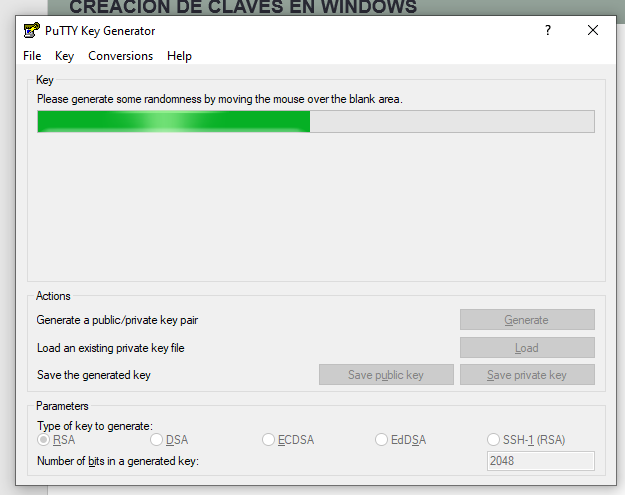 CREACIÓN DE CLAVES EN WINDOWS
PuTTY Key Generator
?
File Key Conversions Help
Key
Please generate some randomness by moving the mouse over the blank area.
Actions
Generate a public/private key pair
Generate
Load an existing private key file
Load
Save the generated key
Save public key
Save private key
Parameters
Type of key to generate:
RSA DSA ECDSA EdDSA SSH-1 (RSA)
Number of bits in a generated key:
2048